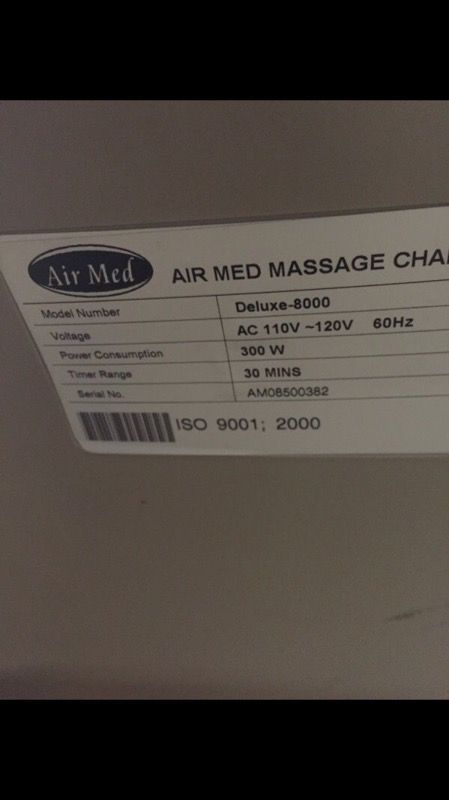 Air Med AIR MED MASSAGE CHA
Model Number Deluxe-8000
Voltage AC 110V ~120V 60Hz
Power Consumption 300 W
Timer Range 30 MINS
Serial No. AM08500382
ISO 9001; 2000